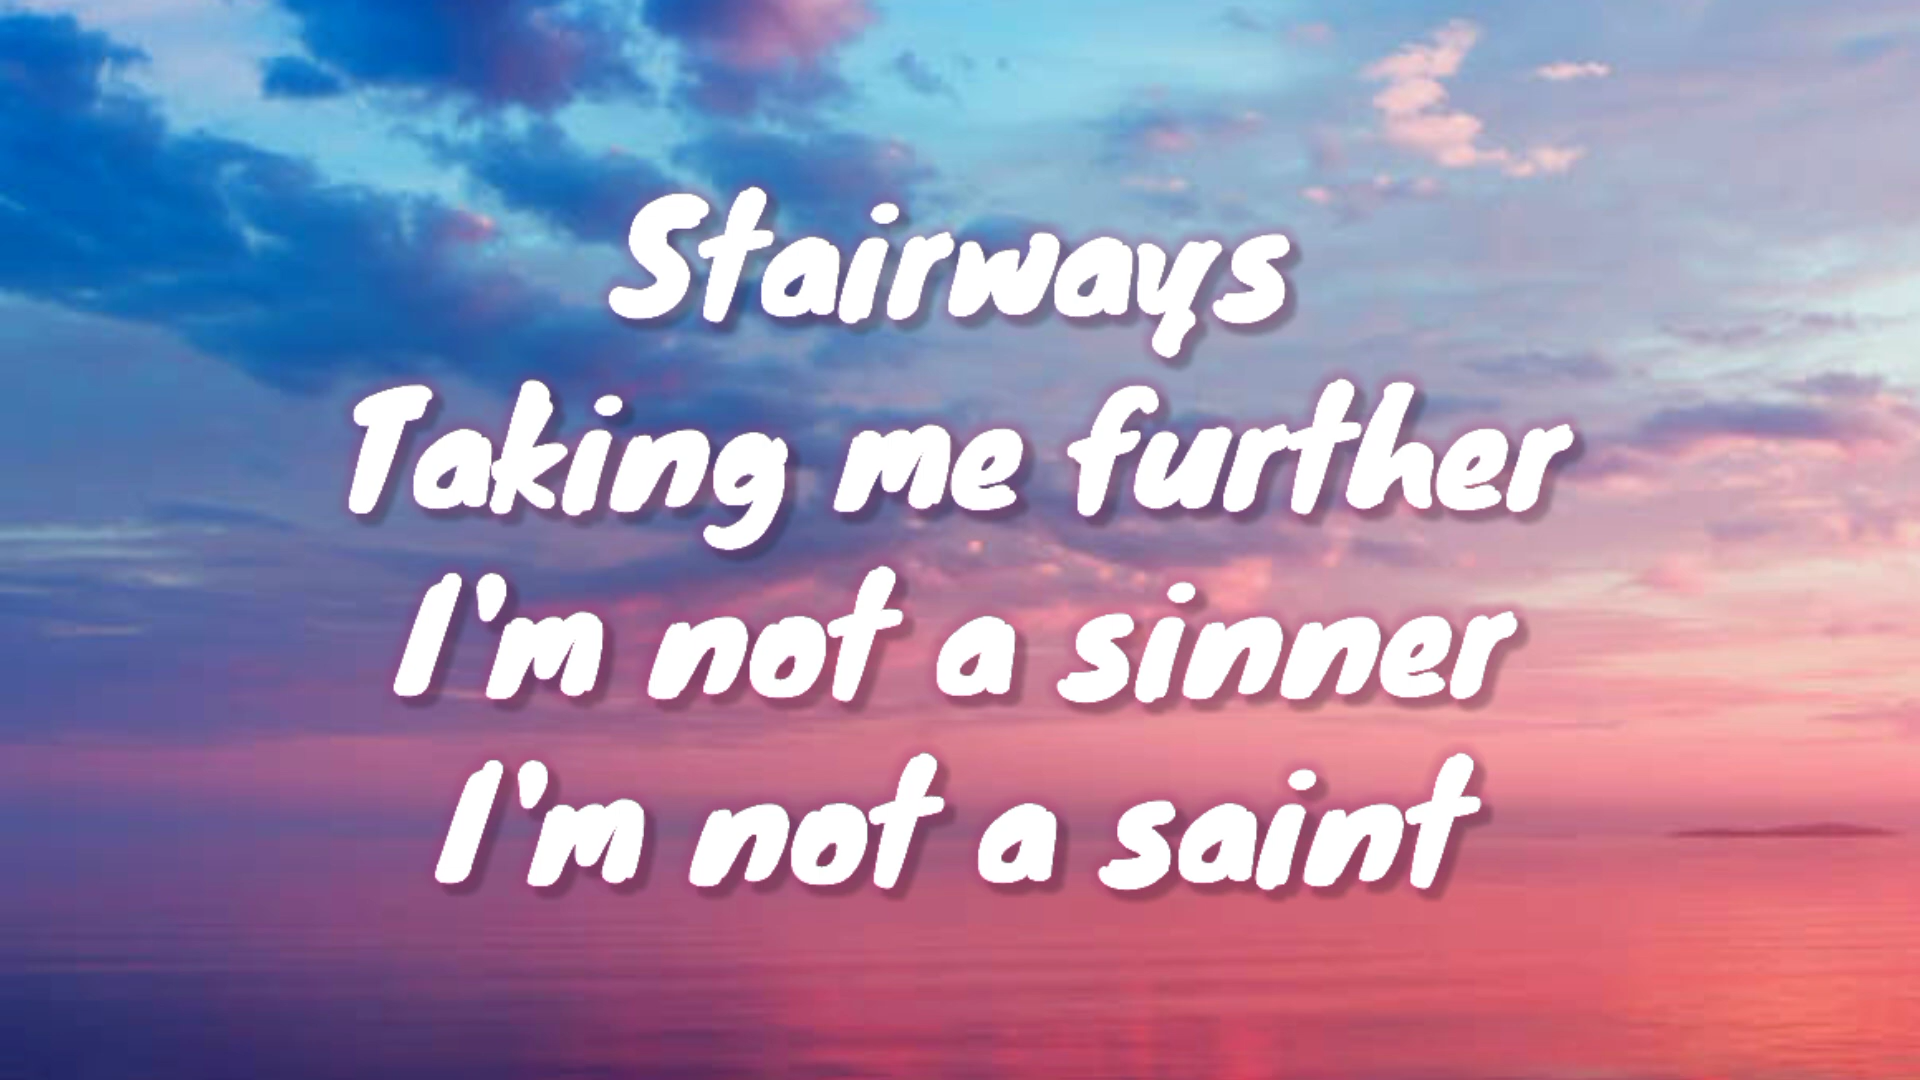 Stairways
Taking me further
I'm not a sinner
I'm not a saint